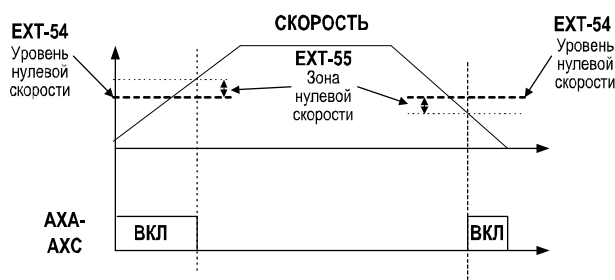 СКОРОСТЬ
EXT-54
Уровень
нулевой
скорости
EXT-55
Зона
нулевой
скорости
EXT-54
Уровень
нулевой
скорости
AXA-
AXC
ВКЛ
ВКЛ